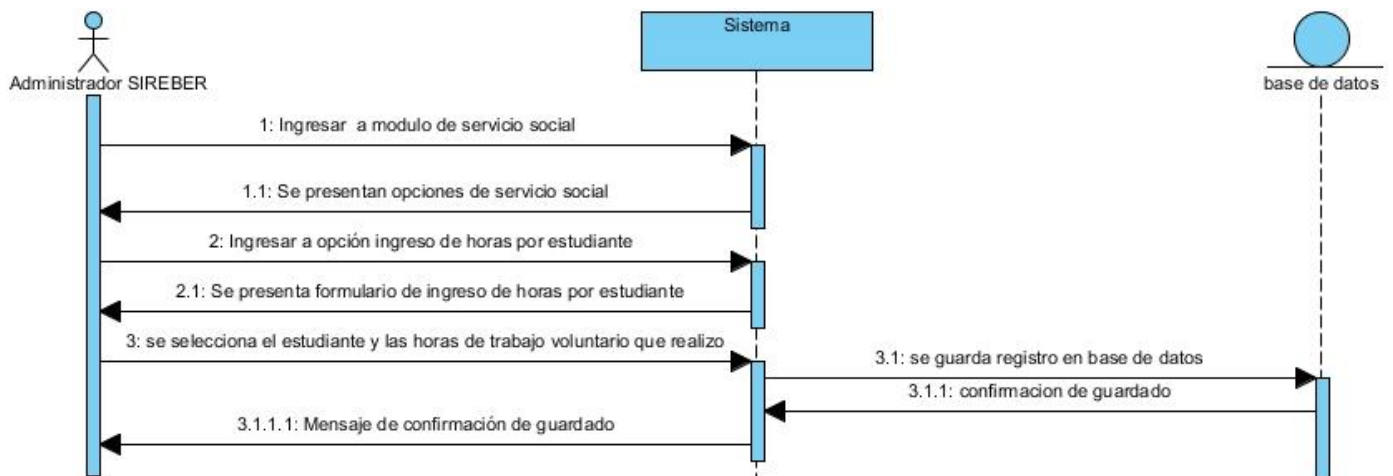 Sistema
Administrador SIREBER
base de datos
1: Ingresar a modulo de servicio social
1.1: Se presentan opciones de servicio social
2: Ingresar a opción ingreso de horas por estudiante
2.1: Se presenta formulario de ingreso de horas por estudiante
3: se selecciona el estudiante y las horas de trabajo voluntario que realizo
3.1: se guarda registro en base de datos
3.1.1: confirmacion de guardado
3.1.1.1: Mensaje de confirmación de guardado